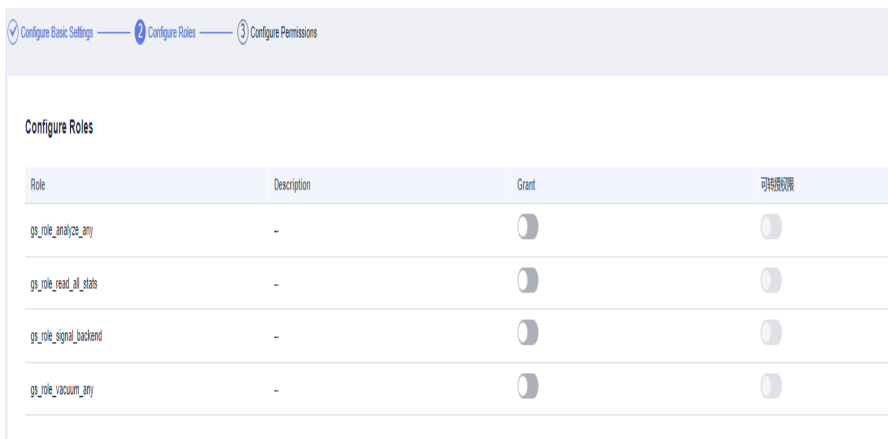 Configure Basic Settings 2 Configure Roles 3 Configure Permissions
Configure Roles
Role Description Grant 可转授权限
gs_role_analyze_any --
gs_role_read_all_stats --
gs_role_signal_backend --
gs_role_vacuum_any --